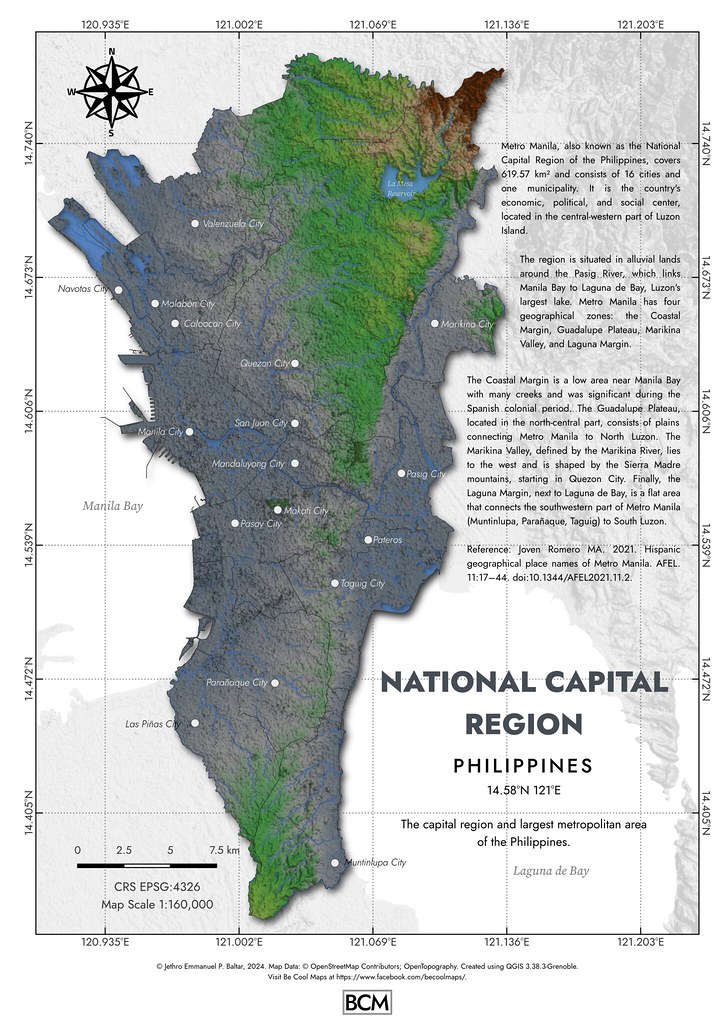 120.935°E 121.002°E 121.069°E 121.136°E 121.203°E
N
W E
S
14.740°N 14.740°N
Metro Manila, also known as the National
Capital Region of the Philippines, covers
619.57 km² and consists of 16 cities and
one municipality. It is the country's
economic, political, and social center,
located in the central-western part of Luzon
Island.
La Mesa
Reservoir
Valenzuela City
The region is situated in alluvial lands
around the Pasig River, which links
Manila Bay to Laguna de Bay, Luzon's
largest lake. Metro Manila has four
geographical zones: the Coastal
Margin, Guadalupe Plateau, Marikina
Valley, and Laguna Margin.
14.673°N 14.673°N
Navotas City
Malabon City
Caloocan City
Marikina City
Quezon City
The Coastal Margin is a low area near Manila Bay
with many creeks and was significant during the
Spanish colonial period. The Guadalupe Plateau,
located in the north-central part, consists of plains
connecting Metro Manila to North Luzon. The
Marikina Valley, defined by the Marikina River, lies
to the west and is shaped by the Sierra Madre
mountains, starting in Quezon City. Finally, the
Laguna Margin, next to Laguna de Bay, is a flat area
that connects the southwestern part of Metro Manila
(Muntinlupa, Parañaque, Taguig) to South Luzon.
14.606°N 14.606°N
San Juan City
Manila City
Mandaluyong City
Pasig City
Manila Bay
Makati City
Pasay City
Pateros
14.539°N 14.539°N
Reference: Joven Romero MA. 2021. Hispanic
geographical place names of Metro Manila. AFEL.
11:17–44. doi:10.1344/AFEL2021.11.2.
Taguig City
14.472°N 14.472°N
Parañaque City
Las Piñas City
NATIONAL CAPITAL
REGION
PHILIPPINES
14.58°N 121°E
14.405°N 14.405°N
The capital region and largest metropolitan area
of the Philippines.
0 2.5 5 7.5 km
Muntinlupa City
Laguna de Bay
CRS EPSG:4326
Map Scale 1:160,000
120.935°E 121.002°E 121.069°E 121.136°E 121.203°E
© Jethro Emmanuel P. Baltar, 2024. Map Data: © OpenStreetMap Contributors; OpenTopography. Created using QGIS 3.38.3-Grenoble.
Visit Be Cool Maps at https://www.facebook.com/becoolmaps/.
BCM